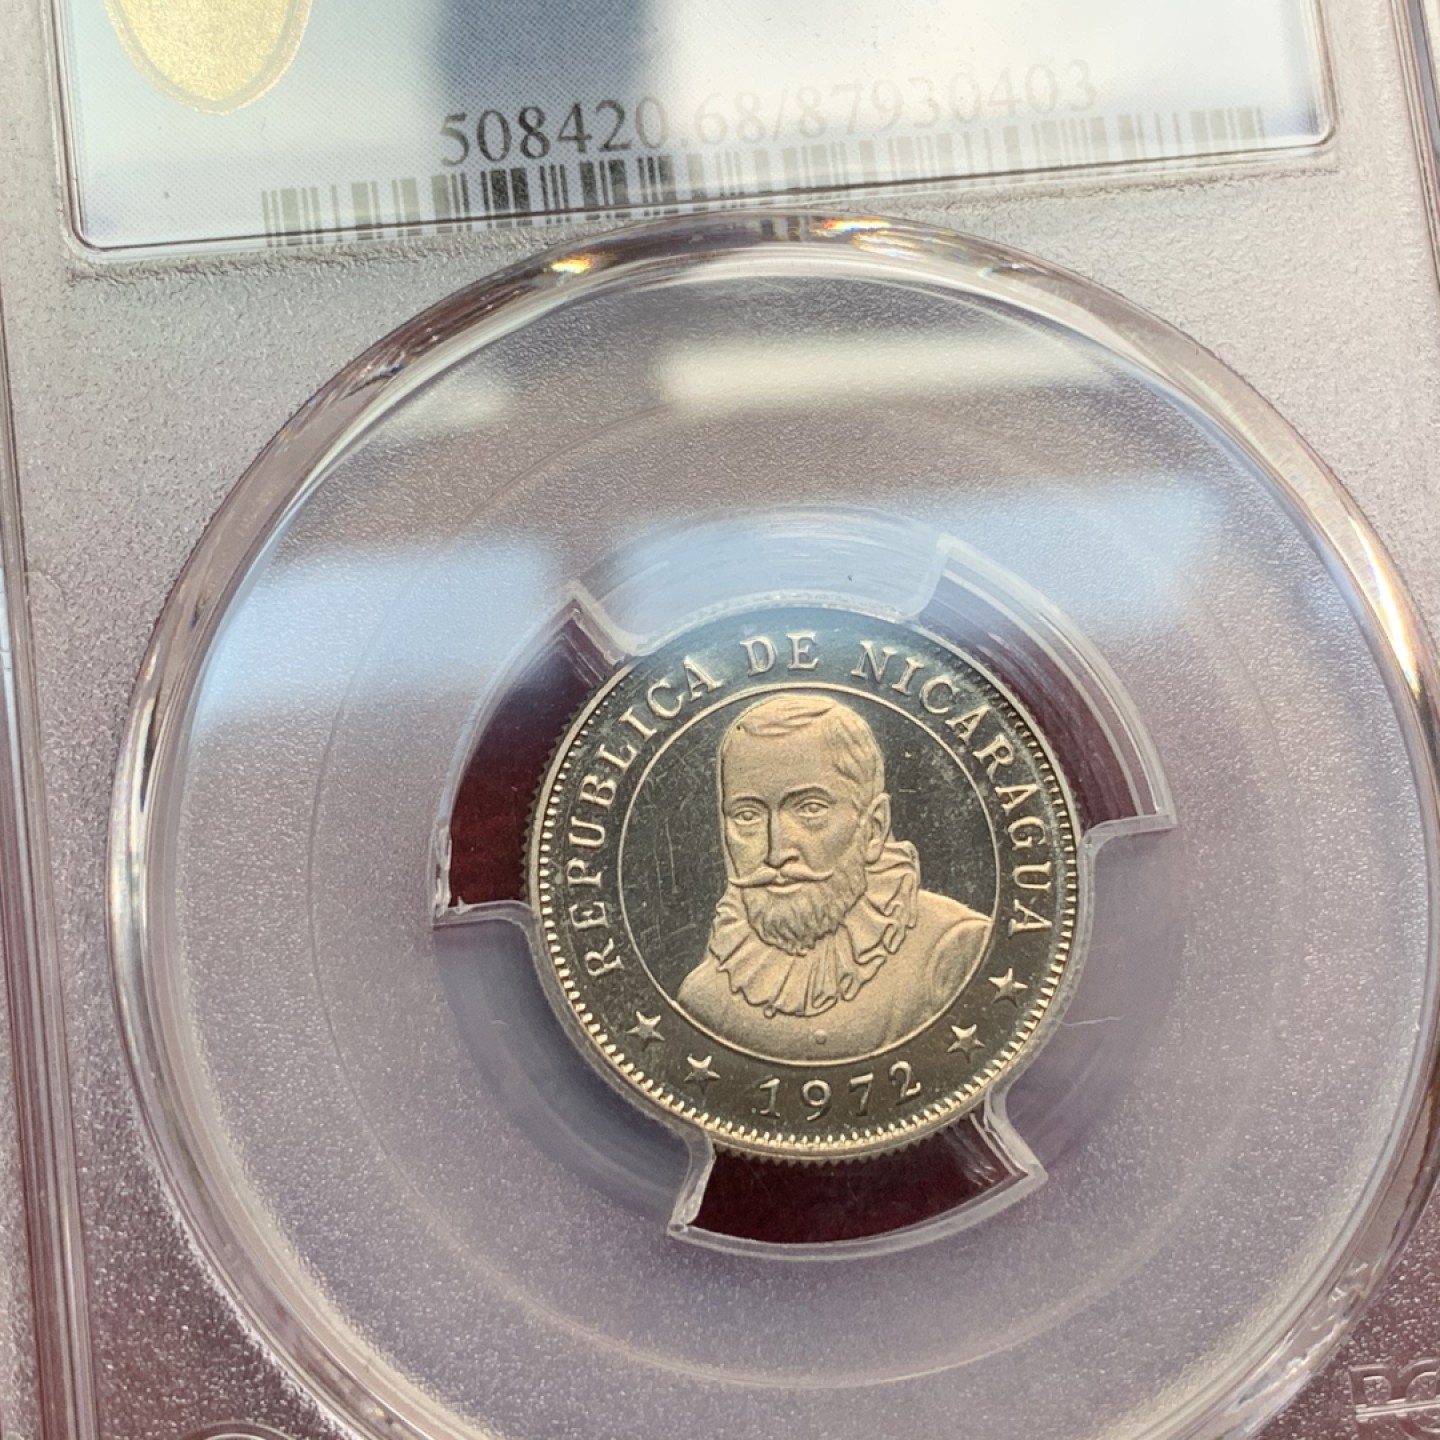 508420.68/87930403
REPUBLICA DE NICARAGUA
1972